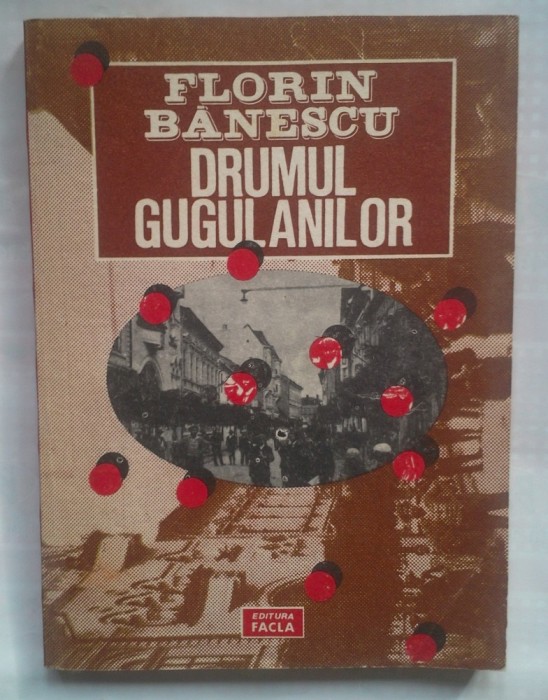 FLORIN
BĂNESCU
DRUMUL
GUGULANILOR
EDITURA
FACLA